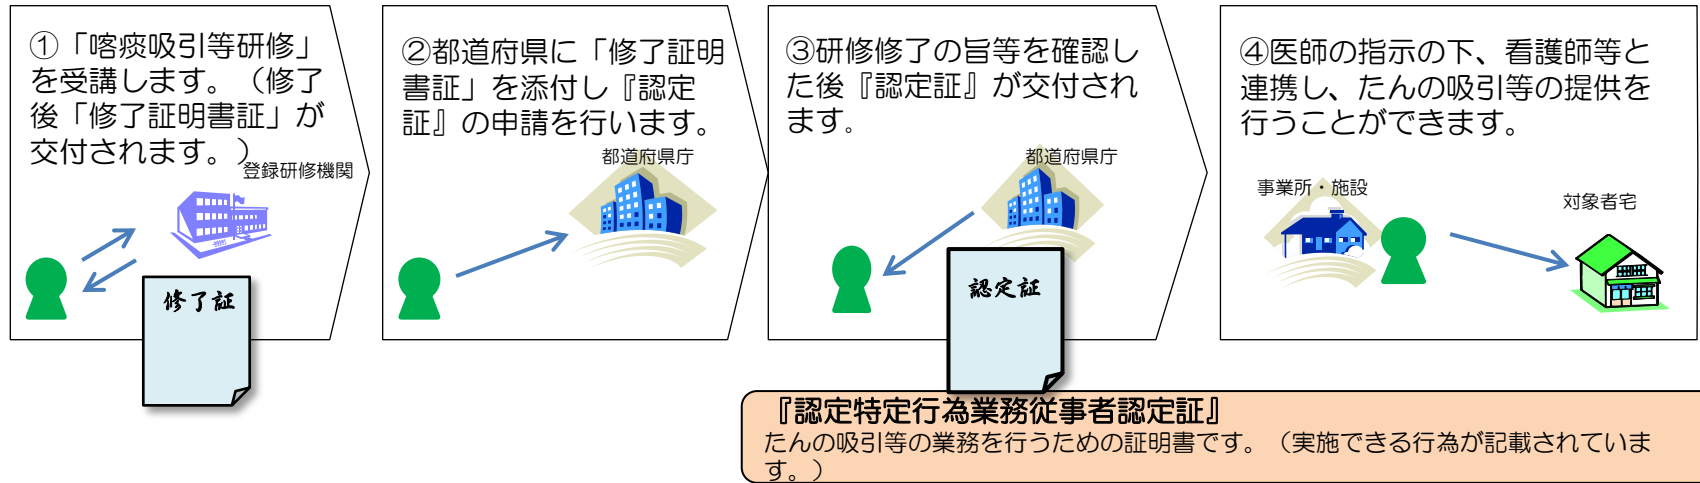 ①「喀痰吸引等研修」
を受講します。（修了
後「修了証明書証」が
交付されます。）
登録研修機関
修了証
②都道府県に「修了証明
書証」を添付し『認定
証』の申請を行います。
都道府県庁
③研修修了の旨等を確認し
た後『認定証』が交付され
ます.
都道府県庁
認定証
④医師の指示の下、看護師等と
連携し、たんの吸引等の提供を
行うことができます。
事業所・施設
対象者宅
『認定特定行為業務従事者認定証』
たんの吸引等の業務を行うための証明書です。（実施できる行為が記載されていま
す。）